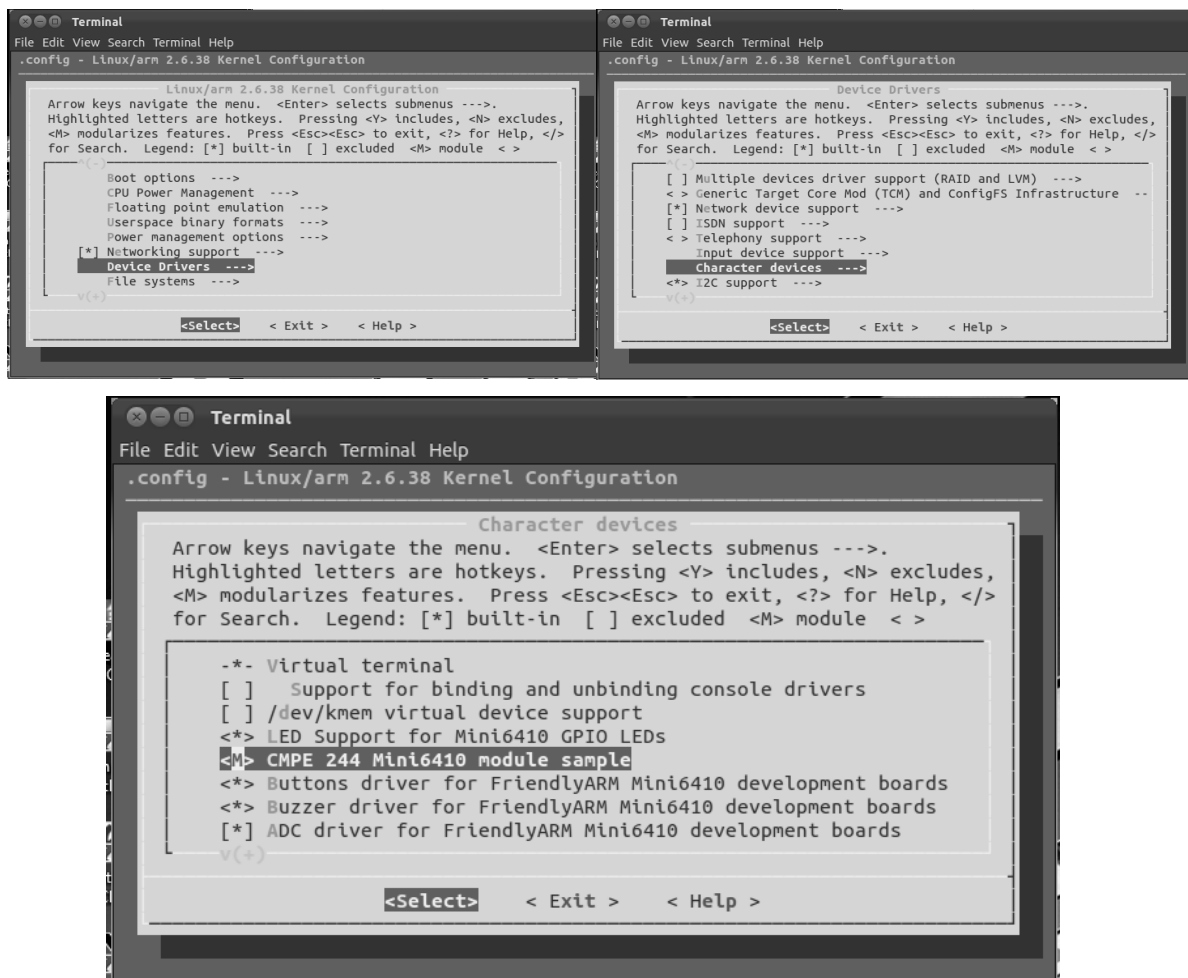 Terminal
File Edit View Search Terminal Help
.config - Linux/arm 2.6.38 Kernel Configuration
Linux/arm 2.6.38 Kernel Configuration
Arrow keys navigate the menu.  <Enter> selects submenus --->.
Highlighted letters are hotkeys.  Pressing <Y> includes, <N> excludes,
<M> modularizes features.  Press <Esc><Esc> to exit, <?> for Help, </>
for Search.  Legend: [*] built-in  [ ] excluded  <M> module  < >
^(-)
Boot options  --->
CPU Power Management  --->
Floating point emulation  --->
Userspace binary formats  --->
Power management options  --->
[*] Networking support  --->
Device Drivers  --->
File systems  --->
v(+)
<Select>    < Exit >    < Help >
Terminal
File Edit View Search Terminal Help
.config - Linux/arm 2.6.38 Kernel Configuration
Device Drivers
Arrow keys navigate the menu.  <Enter> selects submenus --->.
Highlighted letters are hotkeys.  Pressing <Y> includes, <N> excludes,
<M> modularizes features.  Press <Esc><Esc> to exit, <?> for Help, </>
for Search.  Legend: [*] built-in  [ ] excluded  <M> module  < >
^(-)
[ ] Multiple devices driver support (RAID and LVM)  --->
< > Generic Target Core Mod (TCM) and ConfigFS Infrastructure  --
[*] Network device support  --->
[ ] ISDN support  --->
< > Telephony support  --->
Input device support  --->
Character devices  --->
<*> I2C support  --->
v(+)
<Select>    < Exit >    < Help >
Terminal
File Edit View Search Terminal Help
.config - Linux/arm 2.6.38 Kernel Configuration
Character devices
Arrow keys navigate the menu.  <Enter> selects submenus --->.
Highlighted letters are hotkeys.  Pressing <Y> includes, <N> excludes,
<M> modularizes features.  Press <Esc><Esc> to exit, <?> for Help, </>
for Search.  Legend: [*] built-in  [ ] excluded  <M> module  < >
-*- Virtual terminal
[ ]   Support for binding and unbinding console drivers
[ ] /dev/kmem virtual device support
<*> LED Support for Mini6410 GPIO LEDs
<M> CMPE 244 Mini6410 module sample
<*> Buttons driver for FriendlyARM Mini6410 development boards
<*> Buzzer driver for FriendlyARM Mini6410 development boards
[*] ADC driver for FriendlyARM Mini6410 development boards
v(+)
<Select>    < Exit >    < Help >